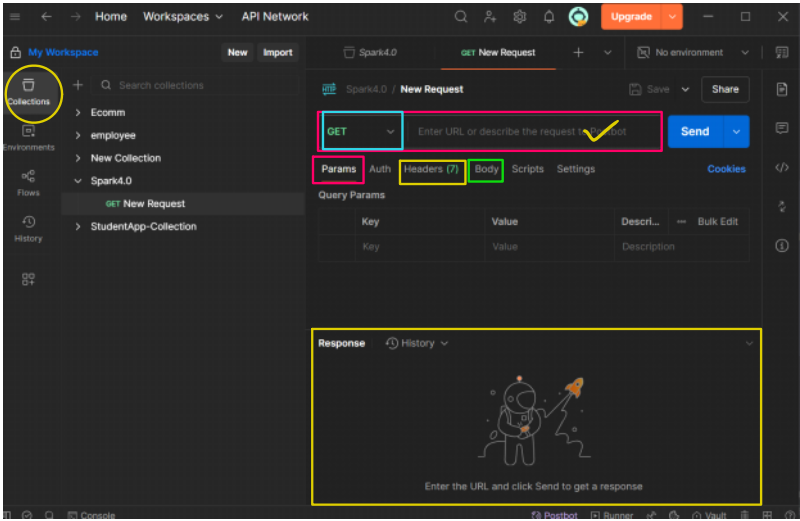 Home Workspaces API Network Upgrade
My Workspace New Import Spark4.0 GET New Request No environment
Collections
Search collections
Ecomm
employee
New Collection
Spark4.0
GET New Request
StudentApp-Collection
Environments
Flows
History
Spark4.0 / New Request Save Share
GET Enter URL or describe the request to Postbot Send
Params Auth Headers (7) Body Scripts Settings Cookies
Query Params
Key Value Descri... Bulk Edit
Key Value Description
Response History
Enter the URL and click Send to get a response
Console Postbot Runner Vault